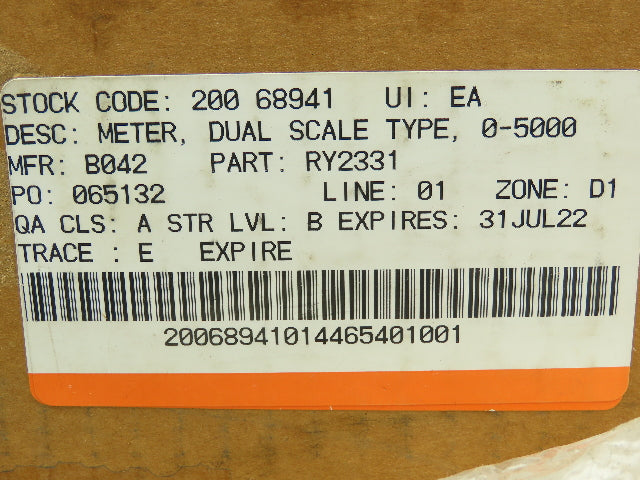 STOCK CODE: 200 68941 UI: EA
DESC: METER, DUAL SCALE TYPE, 0-5000
MFR: B042 PART: RY2331
PO: 065132 LINE: 01 ZONE: D1
QA CLS: A STR LVL: B EXPIRES: 31JUL22
TRACE : E EXPIRE
20068941014465401001